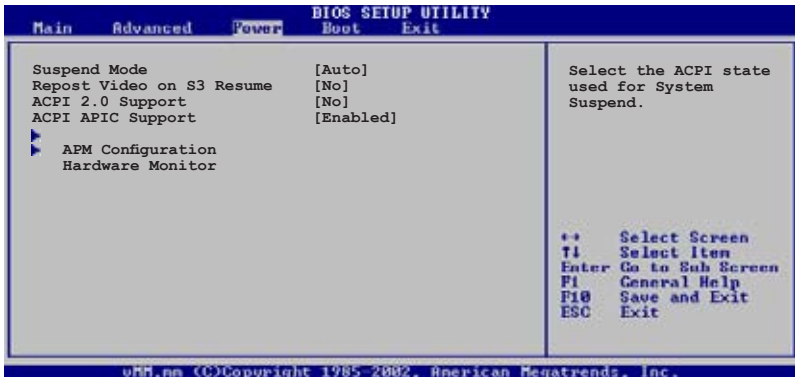 BIOS SETUP UTILITY
Main Advanced Power Boot Exit
Suspend Mode [Auto]
Repost Video on S3 Resume [No]
ACPI 2.0 Support [No]
ACPI APIC Support [Enabled]
APM Configuration
Hardware Monitor
Select the ACPI state
used for System
Suspend.
↔ Select Screen
↑↓ Select Item
Enter Go to Sub Screen
F1 General Help
F10 Save and Exit
ESC Exit
(C)Copyright 1985-2002, American Megatrends, Inc.